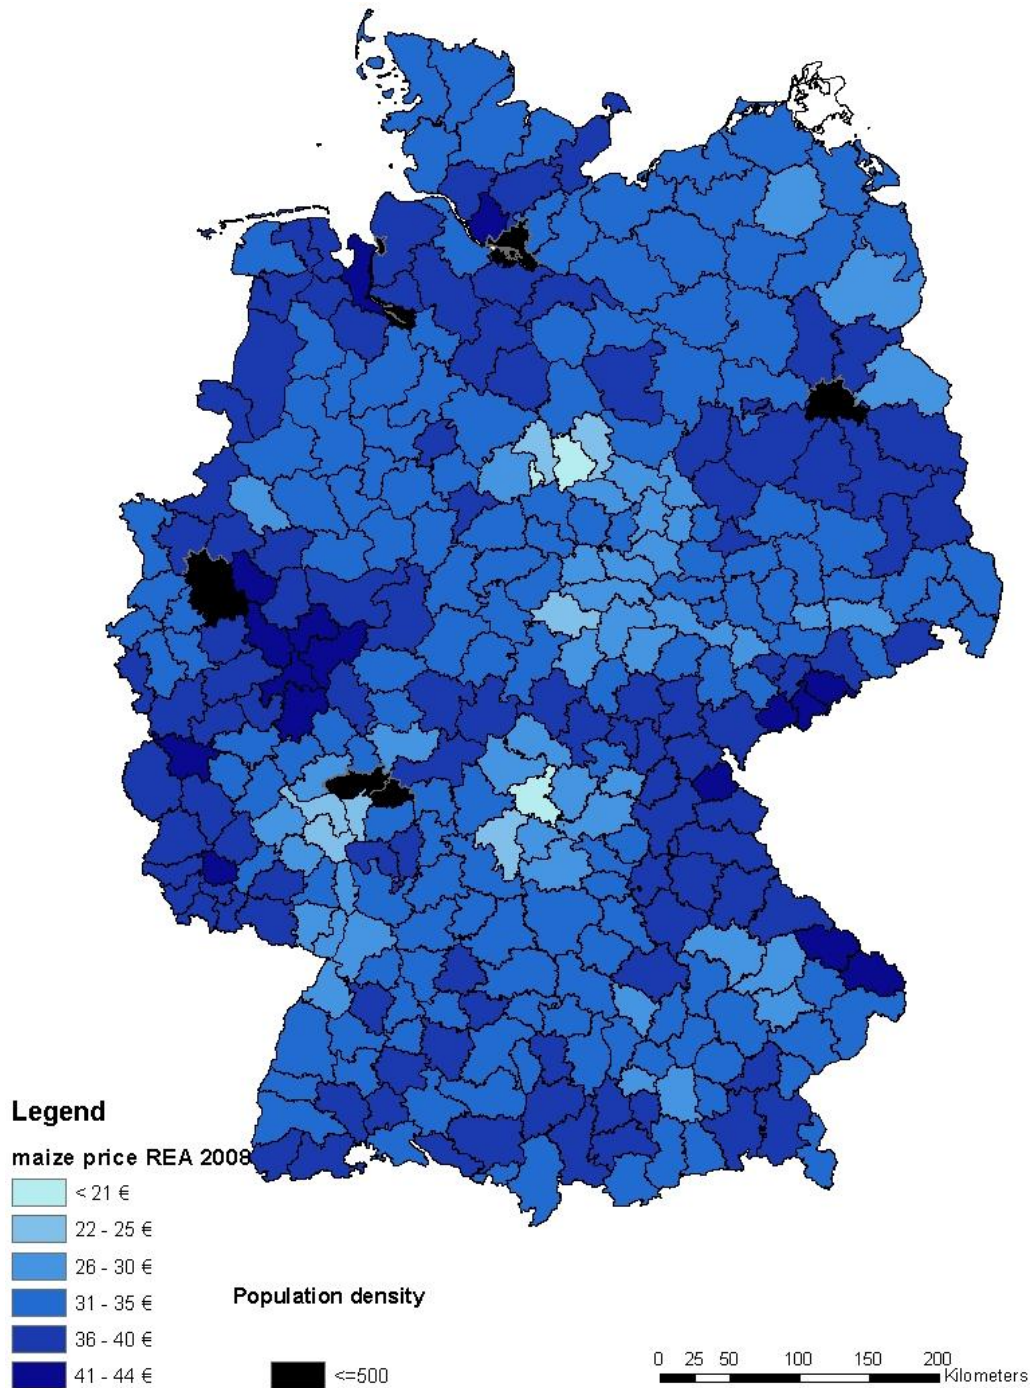 Legend
maize price REA 2008
< 21 €
22 - 25 €
26 - 30 €
31 - 35 €
36 - 40 €
41 - 44 €
Population density
<=500
0 25 50 100 150 200
Kilometers